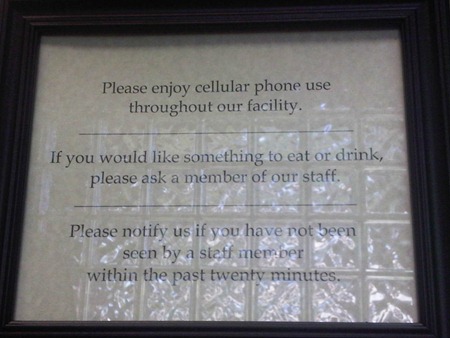 Please enjoy cellular phone use
throughout our facility.
If you would like something to eat or drink,
please ask a member of our staff.
Please notify us if you have not been
seen by a staff member
within the past twenty minutes.